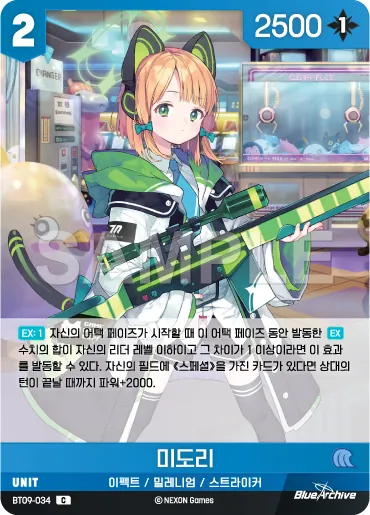 2
2500
1
DANGER
SAMPLE
EX: 1 자신의 어택 페이즈가 시작할 때 이 어택 페이즈 동안 발동한 EX
수치의 합이 자신의 리더 레벨 이하이고 그 차이가 1 이상이라면 이 효과
를 발동할 수 있다. 자신의 필드에 《스페셜》을 가진 카드가 있다면 상대의
턴이 끝날 때까지 파워+2000.
미도리
UNIT
이팩트 / 밀레니엄 / 스트라이커
BT09-034 C
© NEXON Games
BlueArchive